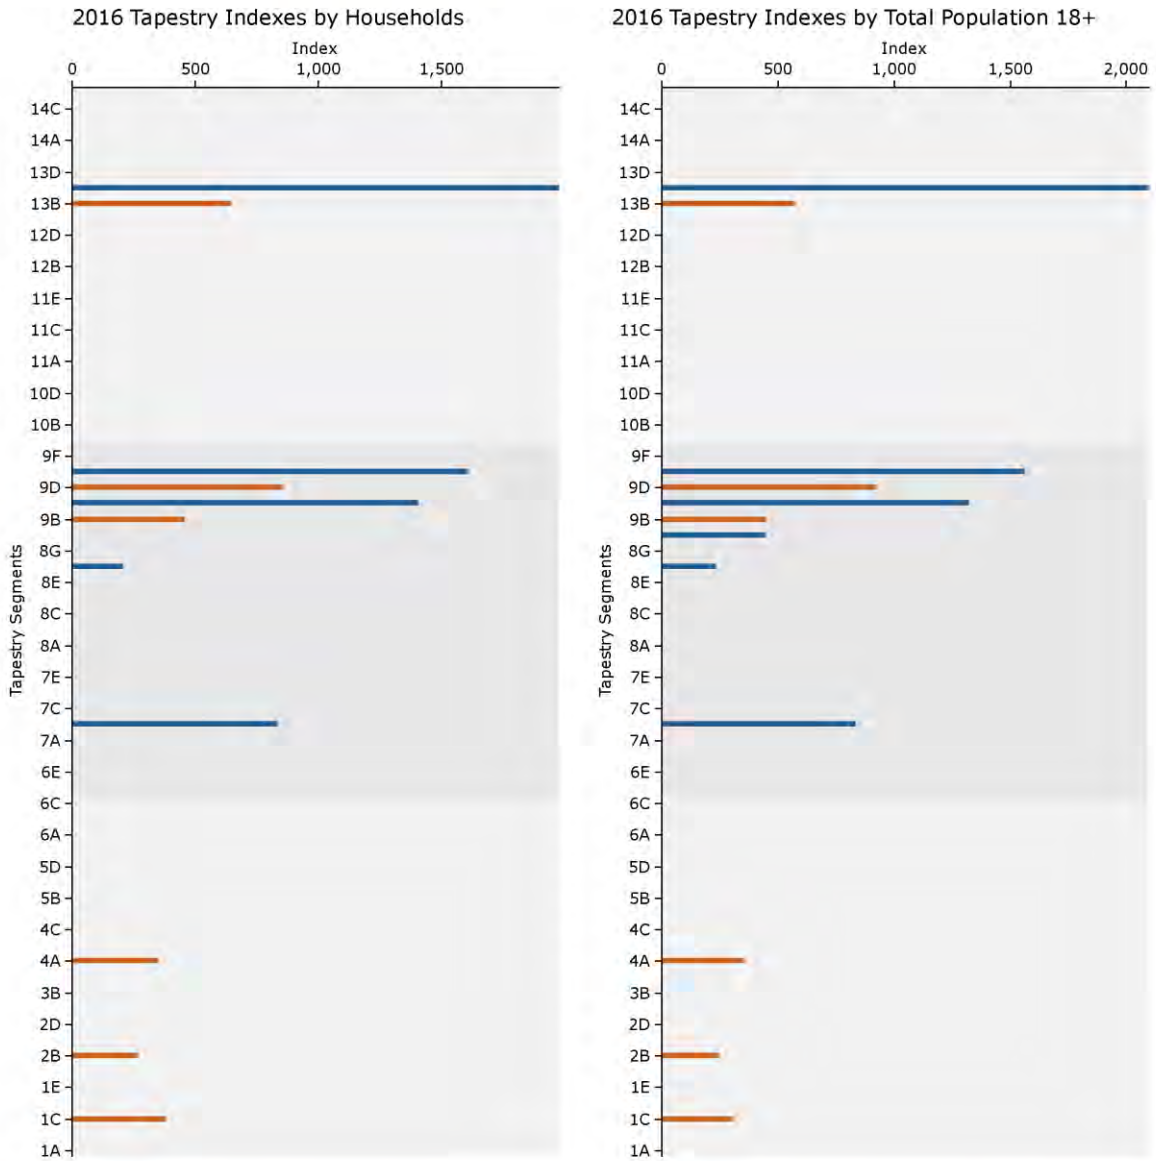 2016 Tapestry Indexes by Households
Index
0 500 1,000 1,500
14C
14A
13D
13B
12D
12B
11E
11C
11A
10D
10B
9F
9D
9B
8G
8E
8C
8A
7E
7C
7A
6E
6C
6A
5D
5B
4C
4A
3B
2D
2B
1E
1C
1A
Tapestry Segments
2016 Tapestry Indexes by Total Population 18+
Index
0 500 1,000 1,500 2,000
14C
14A
13D
13B
12D
12B
11E
11C
11A
10D
10B
9F
9D
9B
8G
8E
8C
8A
7E
7C
7A
6E
6C
6A
5D
5B
4C
4A
3B
2D
2B
1E
1C
1A
Tapestry Segments